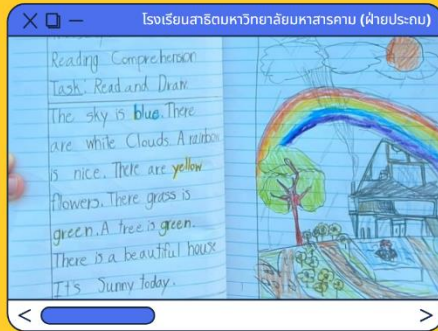 โรงเรียนสาธิตมหาวิทยาลัยมหาสารคาม (ฝ่ายประถม)
Reading Comprehension
Task. Read and Draw
The sky is blue. There
are white Clouds. A rainbow
is nice. There are yellow
flowers. There grass is
green. A tree is green.
There is a beautiful house
It's Sunny today.